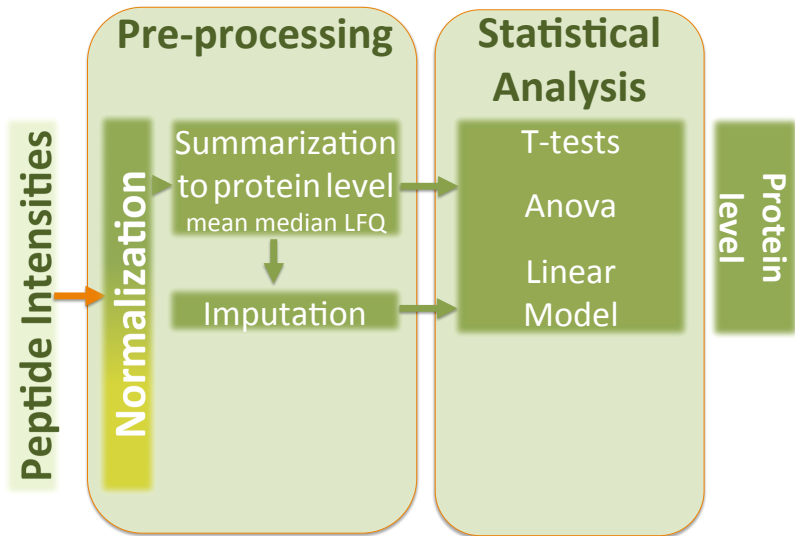 Pre-processing
Statistical
Analysis
Peptide Intensities
Normalization
Summarization
to protein level
mean median LFQ
Imputation
T-tests
Anova
Linear
Model
Protein
level